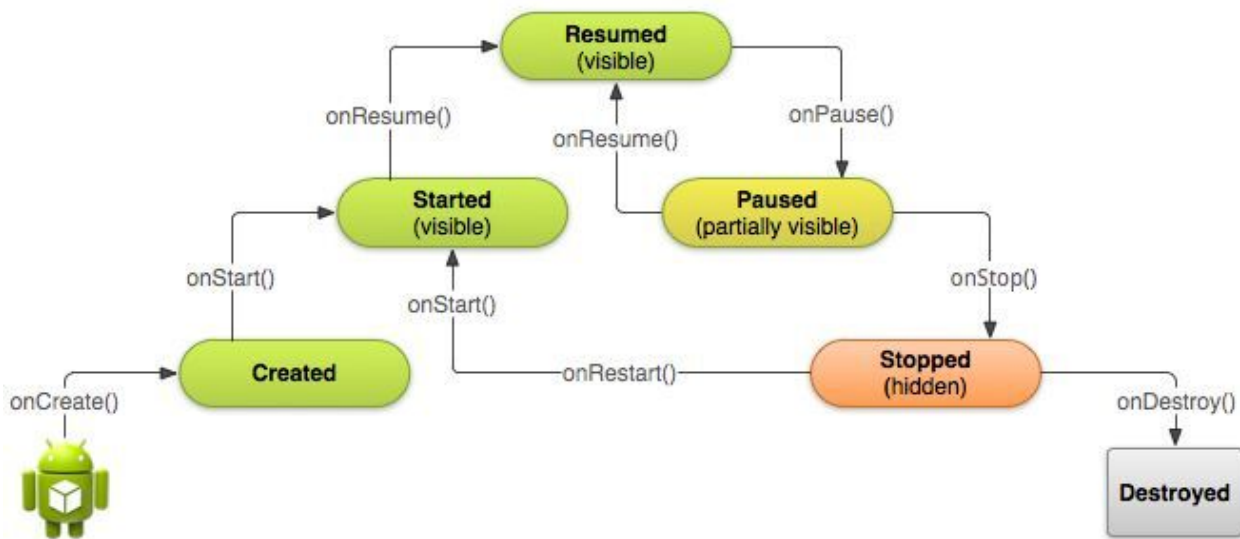 Resumed
(visible)
onResume()
onResume()
onPause()
Started
(visible)
Paused
(partially visible)
onStart()
onStart()
onStop()
Created
onRestart()
Stopped
(hidden)
onCreate()
onDestroy()
Destroyed